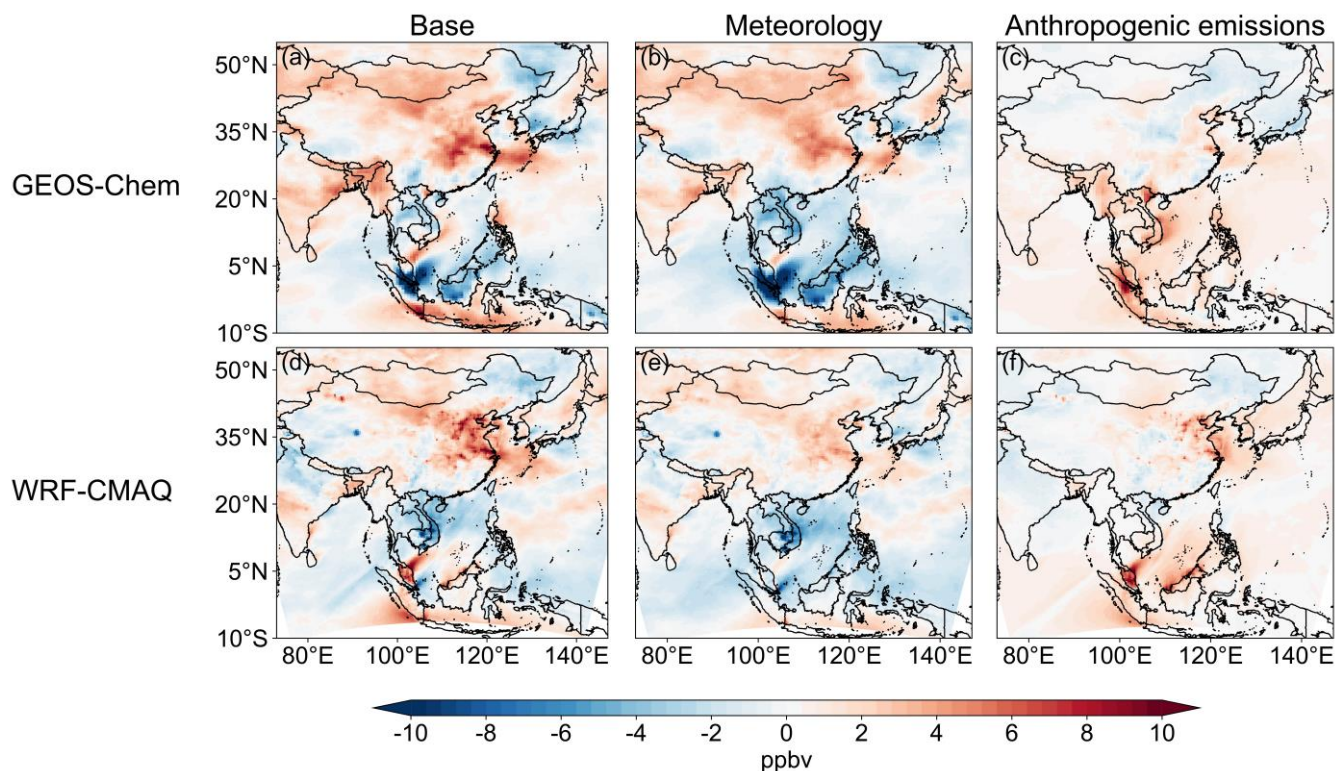 Base Meteorology Anthropogenic emissions
(a) (b) (c)
50°N
35°N
GEOS-Chem
20°N
5°N
10°S
(d) (e) (f)
50°N
35°N
WRF-CMAQ
20°N
5°N
10°S
80°E 100°E 120°E 140°E 80°E 100°E 120°E 140°E 80°E 100°E 120°E 140°E
-10 -8 -6 -4 -2 0 2 4 6 8 10
ppbv